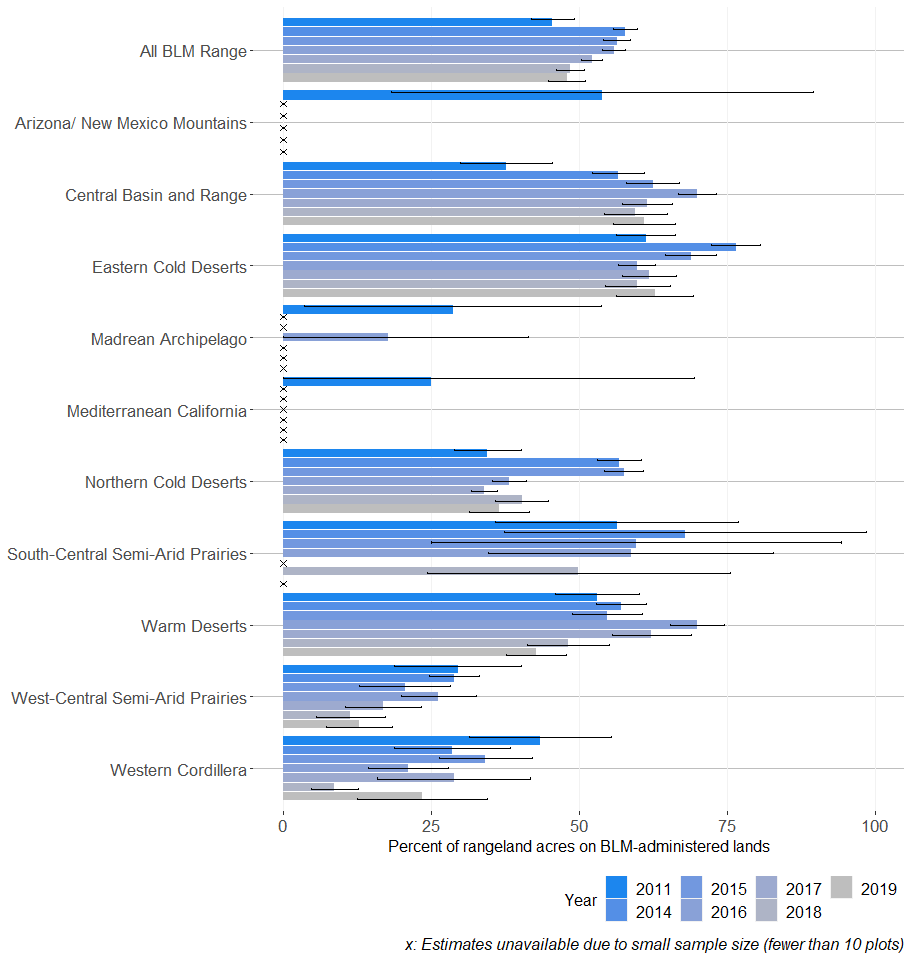 All BLM Range
Arizona/ New Mexico Mountains
Central Basin and Range
Eastern Cold Deserts
Madrean Archipelago
Mediterranean California
Northern Cold Deserts
South-Central Semi-Arid Prairies
Warm Deserts
West-Central Semi-Arid Prairies
Western Cordillera
0 25 50 75 100
Percent of rangeland acres on BLM-administered lands
Year
2011 2015 2017 2019
2014 2016 2018
x: Estimates unavailable due to small sample size (fewer than 10 plots)